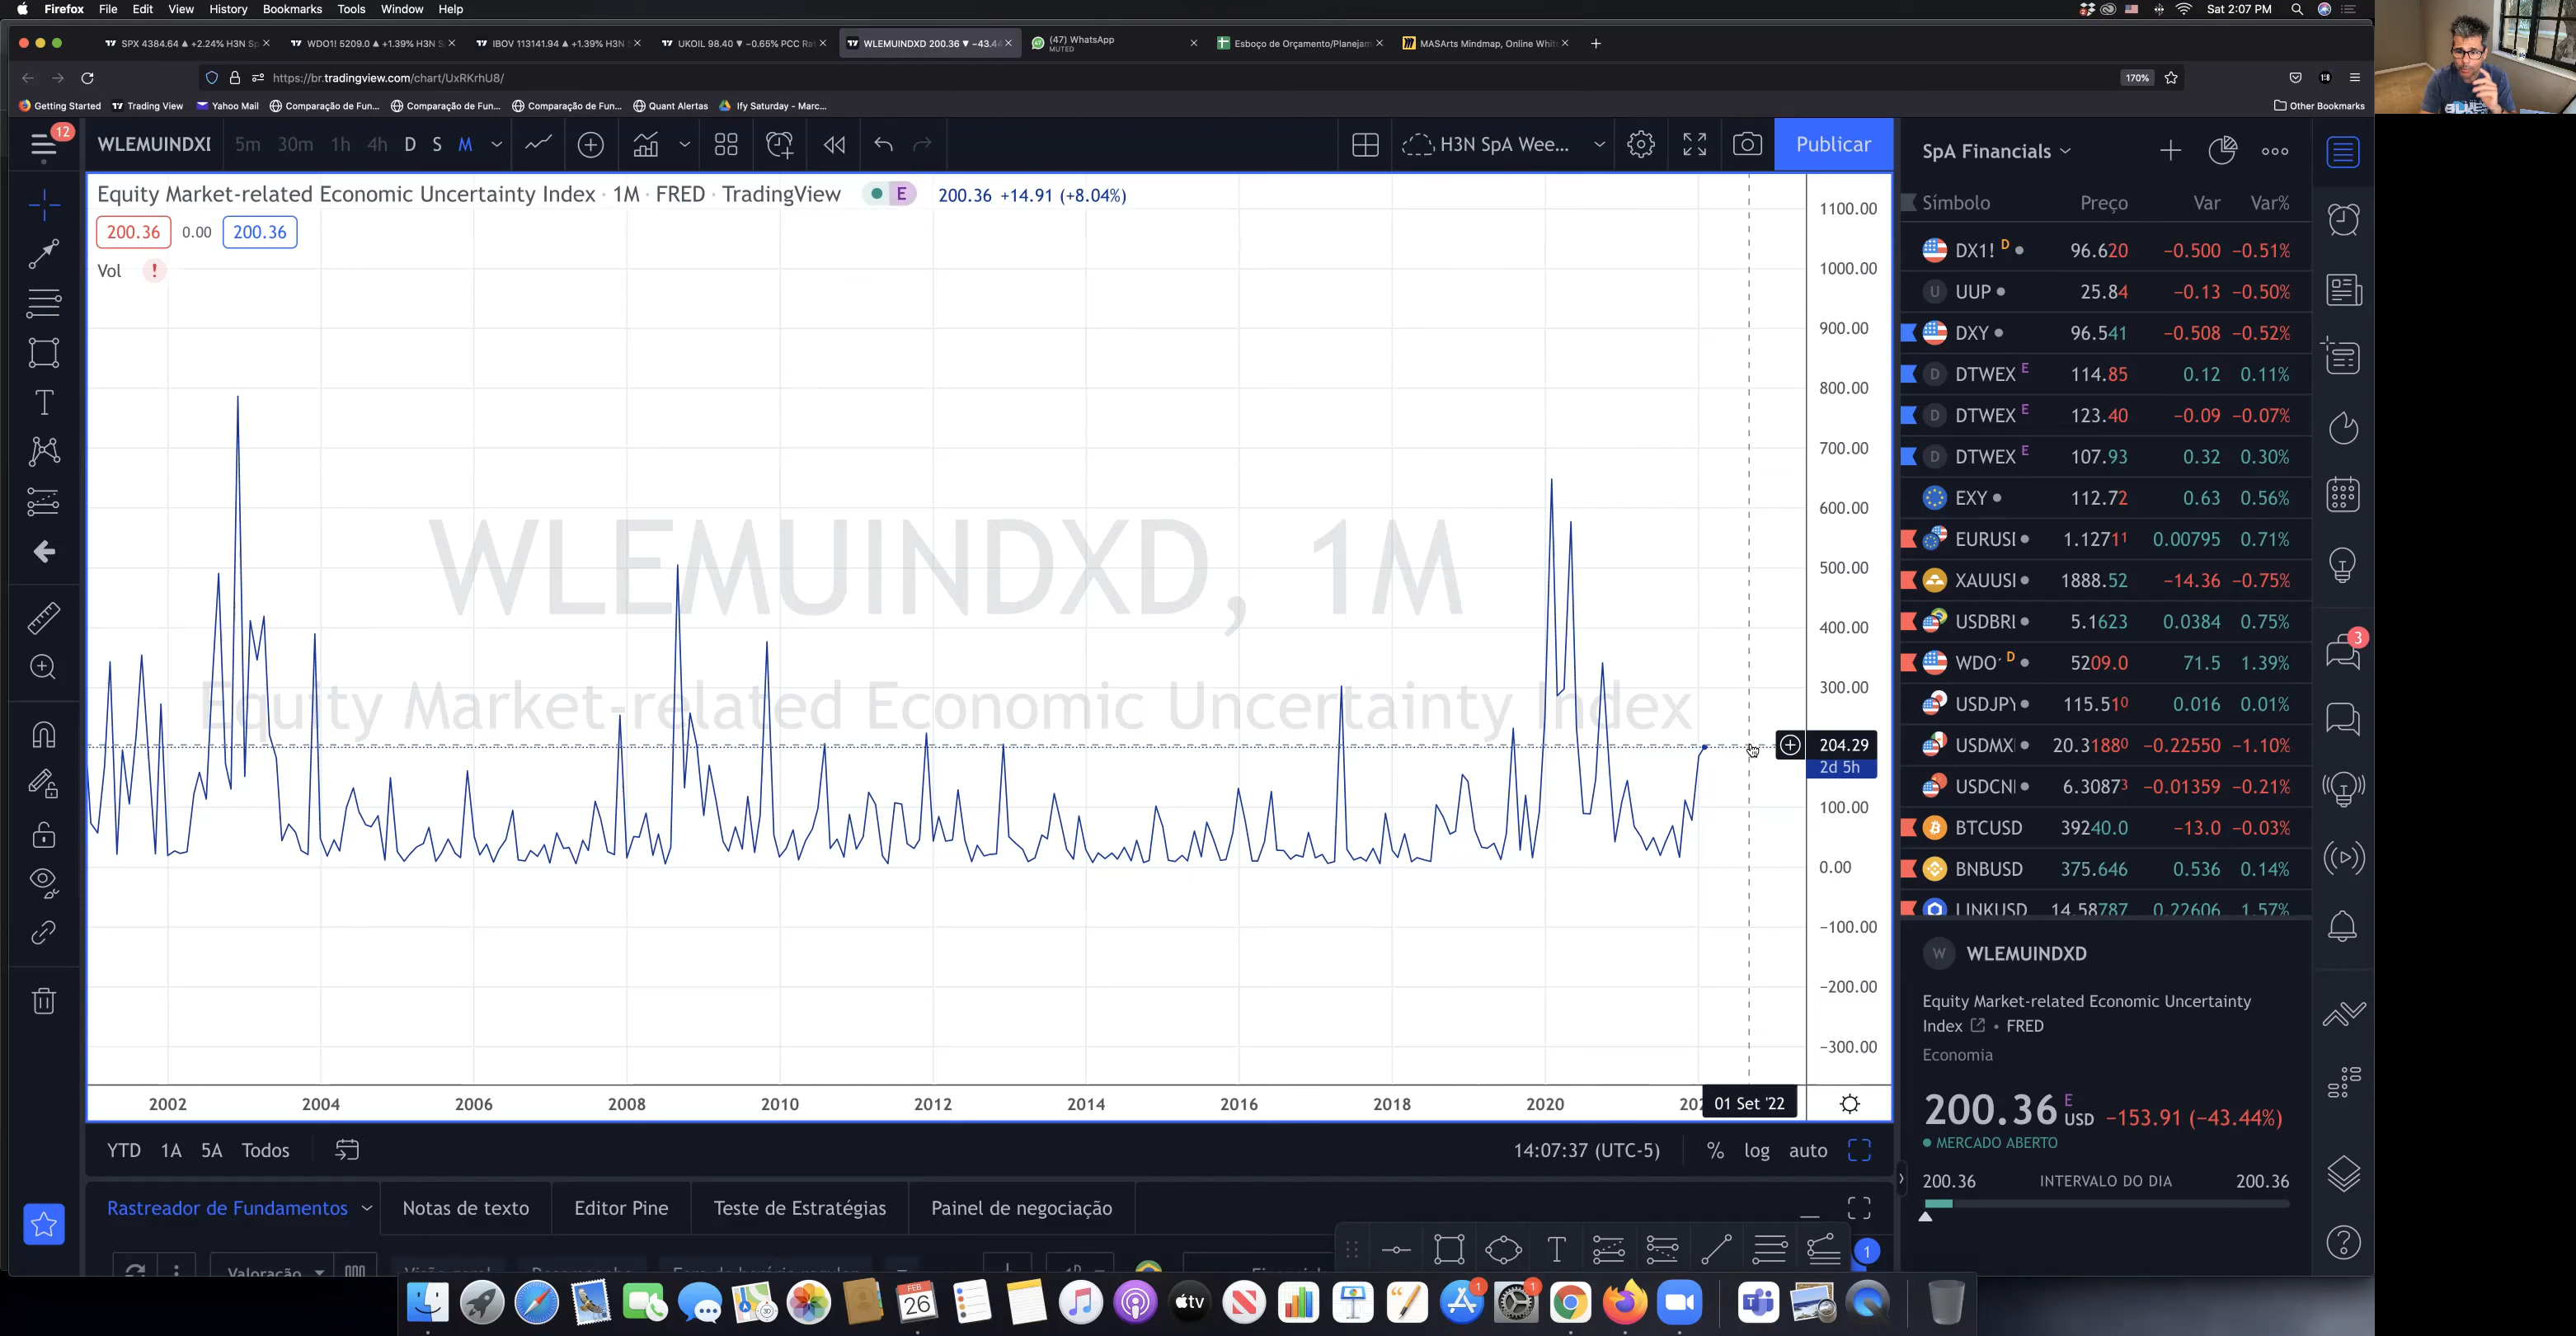 Firefox File Edit View History Bookmarks Tools Window Help
Sat 2:07 PM
SPX 4384.64 ▲ +2.24% H3N Sp
WDO1! 5209.0 ▲ +1.39% H3N S
IBOV 113141.94 ▲ +1.39% H3N
UKOIL 98.40 ▼ −0.65% PCC Rat
WLEMUINDXD 200.36 ▼ −43.4
(47) WhatsApp
MUTED
Esboço de Orçamento/Planejam
MASArts Mindmap, Online Whit
https://br.tradingview.com/chart/UxRKrhU8/
170%
Getting Started
Trading View
Yahoo Mail
Comparação de Fun...
Comparação de Fun...
Comparação de Fun...
Quant Alertas
Ify Saturday - Marc...
Other Bookmarks
12
WLEMUINDXI
5m 30m 1h 4h D S M
H3N SpA Wee...
Publicar
SpA Financials
Equity Market-related Economic Uncertainty Index · 1M · FRED · TradingView
E
200.36 +14.91 (+8.04%)
200.36 0.00 200.36
Vol !
WLEMUINDXD, 1M
Equity Market-related Economic Uncertainty Index
1100.00
1000.00
900.00
800.00
700.00
600.00
500.00
400.00
300.00
204.29
2d 5h
100.00
0.00
−100.00
−200.00
−300.00
2002 2004 2006 2008 2010 2012 2014 2016 2018 2020
01 Set '22
Símbolo Preço Var Var%
DX1! D 96.620 −0.500 −0.51%
U UUP 25.84 −0.13 −0.50%
DXY 96.541 −0.508 −0.52%
D DTWEX E 114.85 0.12 0.11%
D DTWEX E 123.40 −0.09 −0.07%
D DTWEX E 107.93 0.32 0.30%
EXY 112.72 0.63 0.56%
EURUSI 1.12711 0.00795 0.71%
XAUUSI 1888.52 −14.36 −0.75%
USDBRI 5.1623 0.0384 0.75%
WDO D 5209.0 71.5 1.39%
USDJPY 115.510 0.016 0.01%
USDMX 20.31880 −0.22550 −1.10%
USDCNI 6.30873 −0.01359 −0.21%
BTCUSD 39240.0 −13.0 −0.03%
BNBUSD 375.646 0.536 0.14%
LINKUSD 14.58787 0.22606 1.57%
3
W WLEMUINDXD
Equity Market-related Economic Uncertainty
Index • FRED
Economia
200.36 E USD −153.91 (−43.44%)
MERCADO ABERTO
200.36 INTERVALO DO DIA 200.36
YTD 1A 5A Todos
14:07:37 (UTC-5) % log auto
Rastreador de Fundamentos
Notas de texto
Editor Pine
Teste de Estratégias
Painel de negociação
Valoração
1
FEB
26
tv
1
1